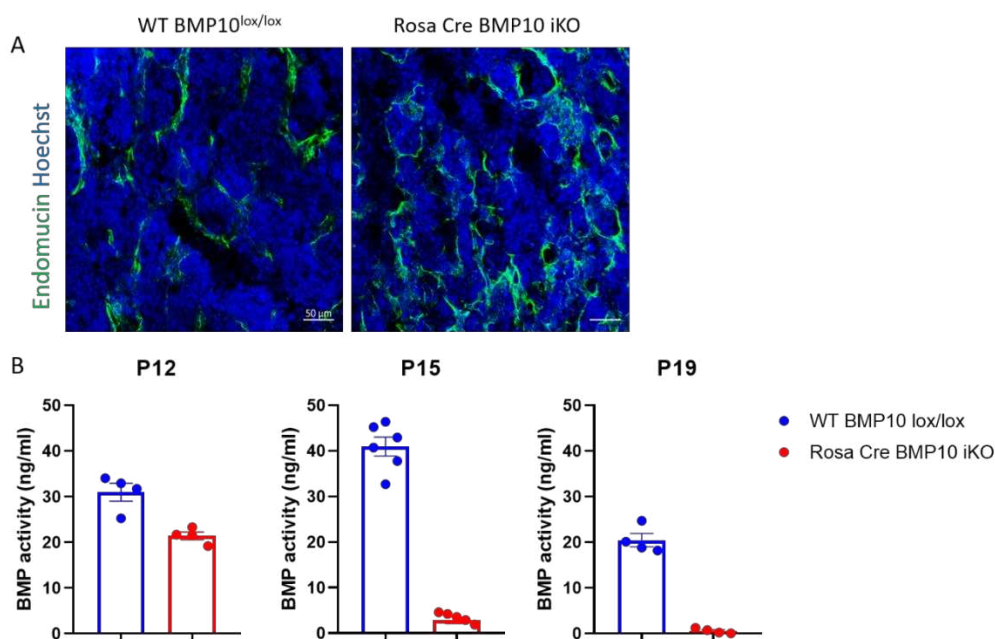 WT BMP10lox/lox
Rosa Cre BMP10 iKO
A
Endomucin Hoechst
50 µm
B
P12
P15
P19
BMP activity (ng/ml)
50
40
30
20
10
0
BMP activity (ng/ml)
50
40
30
20
10
0
BMP activity (ng/ml)
50
40
30
20
10
0
WT BMP10 lox/lox
Rosa Cre BMP10 iKO